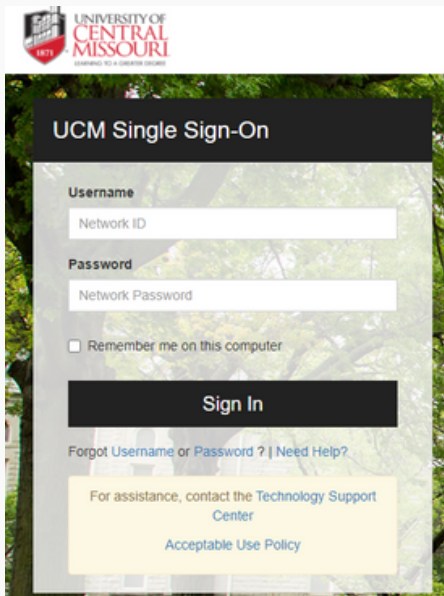 UNIVERSITY OF
CENTRAL
MISSOURI
LEARNING TO A GREATER DEGREE
1871
UCM Single Sign-On
Username
Network ID
Password
Network Password
Remember me on this computer
Sign In
Forgot Username or Password ? | Need Help?
For assistance, contact the Technology Support
Center
Acceptable Use Policy